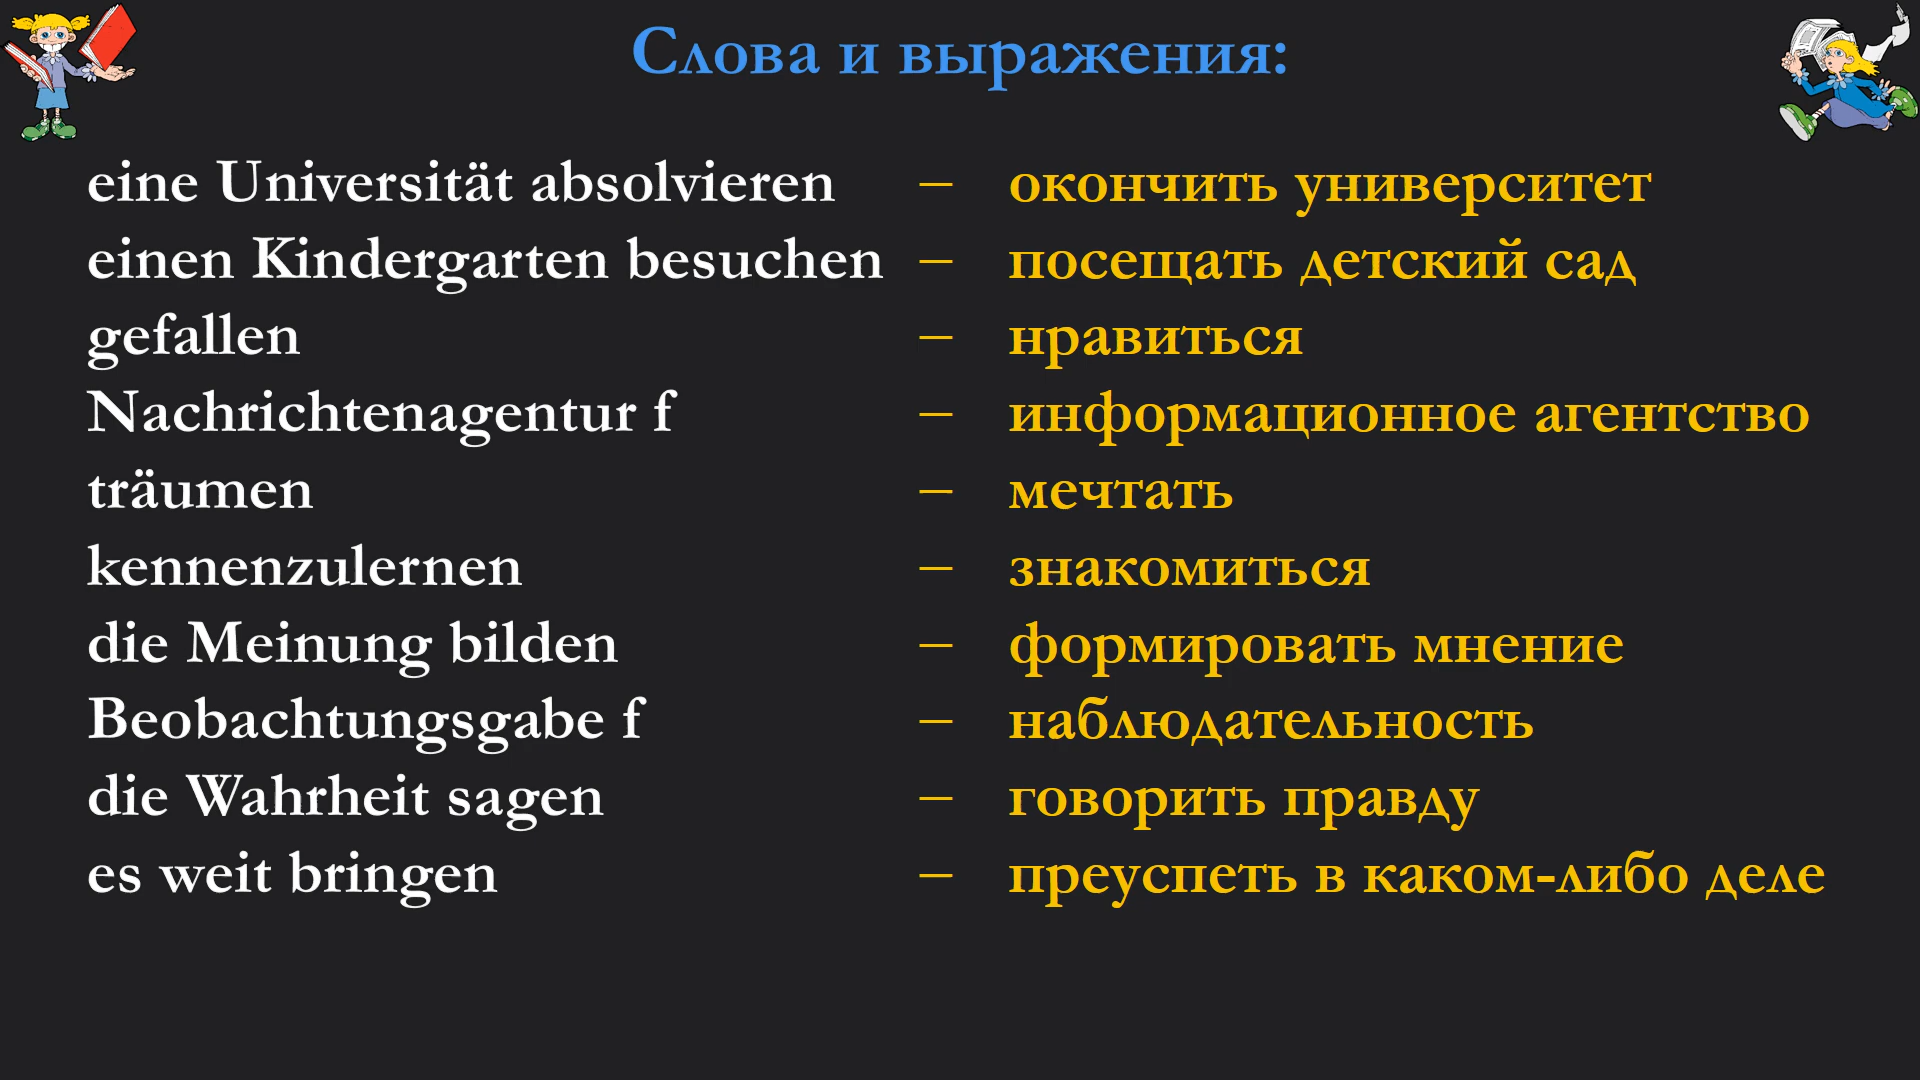 Слова и выражения:
eine Universität absolvieren – окончить университет
einen Kindergarten besuchen – посещать детский сад
gefallen – нравиться
Nachrichtenagentur f – информационное агентство
träumen – мечтать
kennenzulernen – знакомиться
die Meinung bilden – формировать мнение
Beobachtungsgabe f – наблюдательность
die Wahrheit sagen – говорить правду
es weit bringen – преуспеть в каком-либо деле